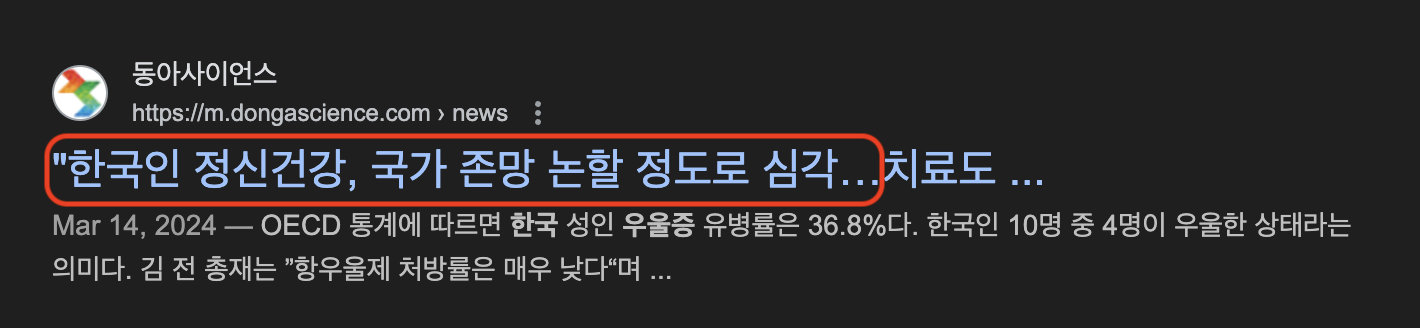 동아사이언스
https://m.dongascience.com › news
"한국인 정신건강, 국가 존망 논할 정도로 심각…치료도 ...
Mar 14, 2024 — OECD 통계에 따르면 한국 성인 우울증 유병률은 36.8%다. 한국인 10명 중 4명이 우울한 상태라는
의미다. 김 전 총재는 ”항우울제 처방률은 매우 낮다“며 ...